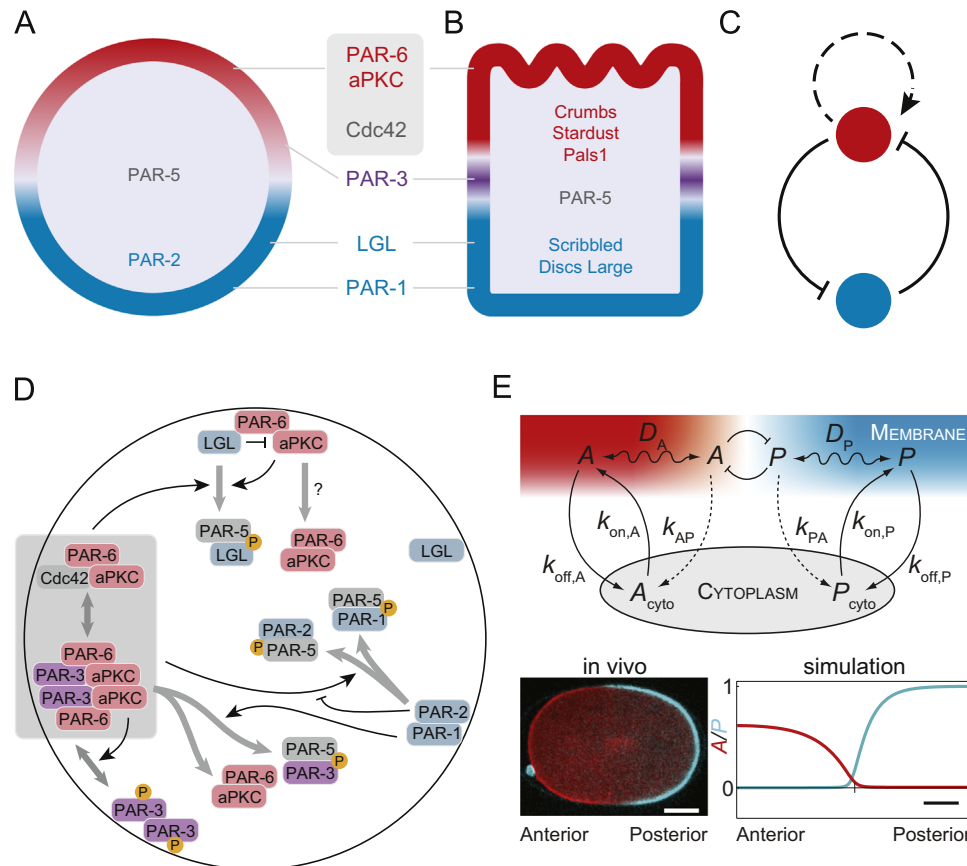 A
B
C
PAR-6
aPKC
Cdc42
PAR-3
LGL
PAR-1
PAR-5
PAR-2
Crumbs
Stardust
Pals1
PAR-5
Scribbled
Discs Large
D
PAR-6
LGL
aPKC
?
PAR-5
P
LGL
PAR-6
aPKC
LGL
PAR-6
Cdc42
aPKC
PAR-5
P
PAR-1
PAR-2
P
PAR-5
PAR-6
PAR-3
aPKC
PAR-3
aPKC
PAR-6
PAR-2
PAR-1
PAR-5
P
PAR-3
PAR-6
aPKC
P
PAR-3
PAR-3
P
E
MEMBRANE
A
D_A
A
P
D_P
P
k_on,A
k_AP
k_PA
k_on,P
k_off,A
k_off,P
A_cyto
CYTOPLASM
P_cyto
in vivo
simulation
1
A/P
0
Anterior
Posterior
Anterior
Posterior